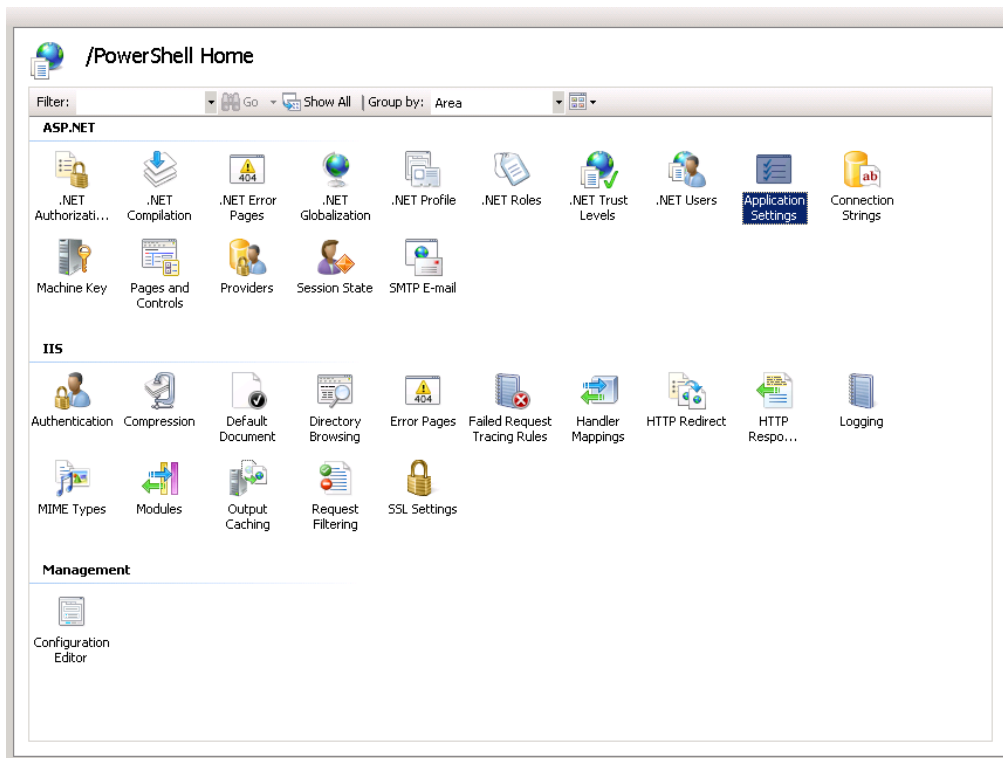 /PowerShell Home
Filter: Go Show All Group by: Area
ASP.NET
.NET Authorizati...
.NET Compilation
.NET Error Pages
.NET Globalization
.NET Profile
.NET Roles
.NET Trust Levels
.NET Users
Application Settings
Connection Strings
Machine Key
Pages and Controls
Providers
Session State
SMTP E-mail
IIS
Authentication
Compression
Default Document
Directory Browsing
Error Pages
Failed Request Tracing Rules
Handler Mappings
HTTP Redirect
HTTP Respo...
Logging
MIME Types
Modules
Output Caching
Request Filtering
SSL Settings
Management
Configuration Editor
404
ab
404